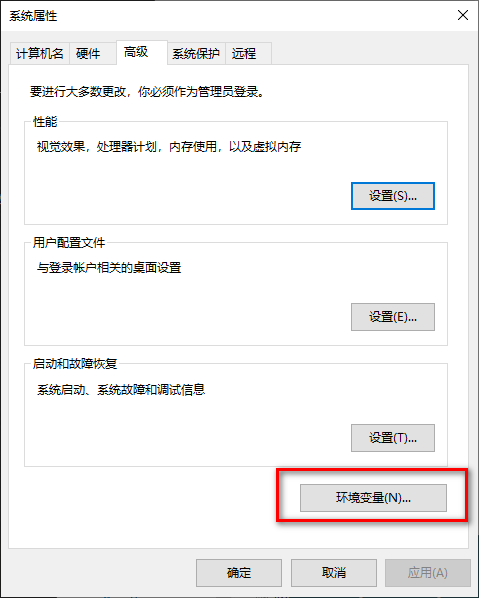 系统属性
计算机名 硬件 高级 系统保护 远程
要进行大多数更改，你必须作为管理员登录。
性能
视觉效果，处理器计划，内存使用，以及虚拟内存
设置(S)...
用户配置文件
与登录帐户相关的桌面设置
设置(E)...
启动和故障恢复
系统启动、系统故障和调试信息
设置(T)...
环境变量(N)...
确定 取消 应用(A)